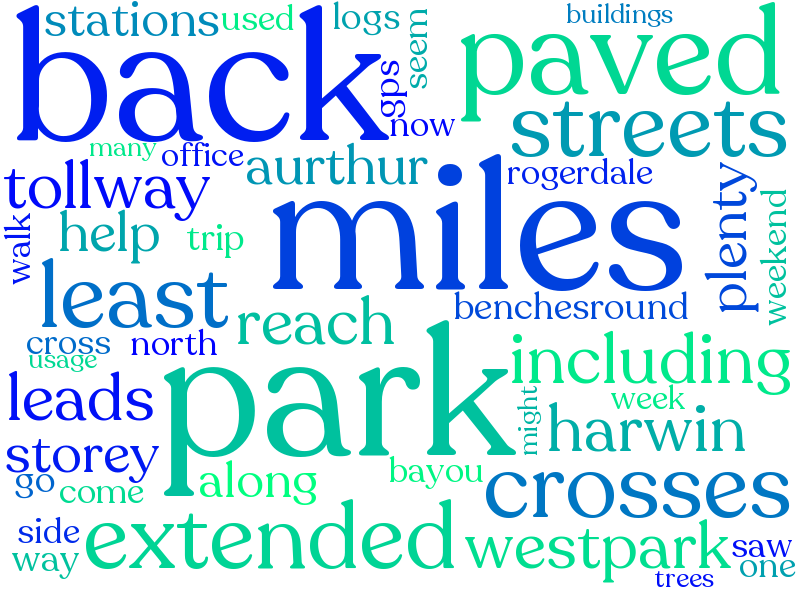 stations
used
logs
seem
buildings
back
gps
paved
now
streets
many
office
aurthur
rogerdale
tollway
miles
plenty
weekend
walk
help
trip
least
reach
benchesround
cross
north
usage
park
including
leads
week
might
harwin
storey
along
bayou
go
come
crosses
side
extended
westpark
saw
way
one
trees